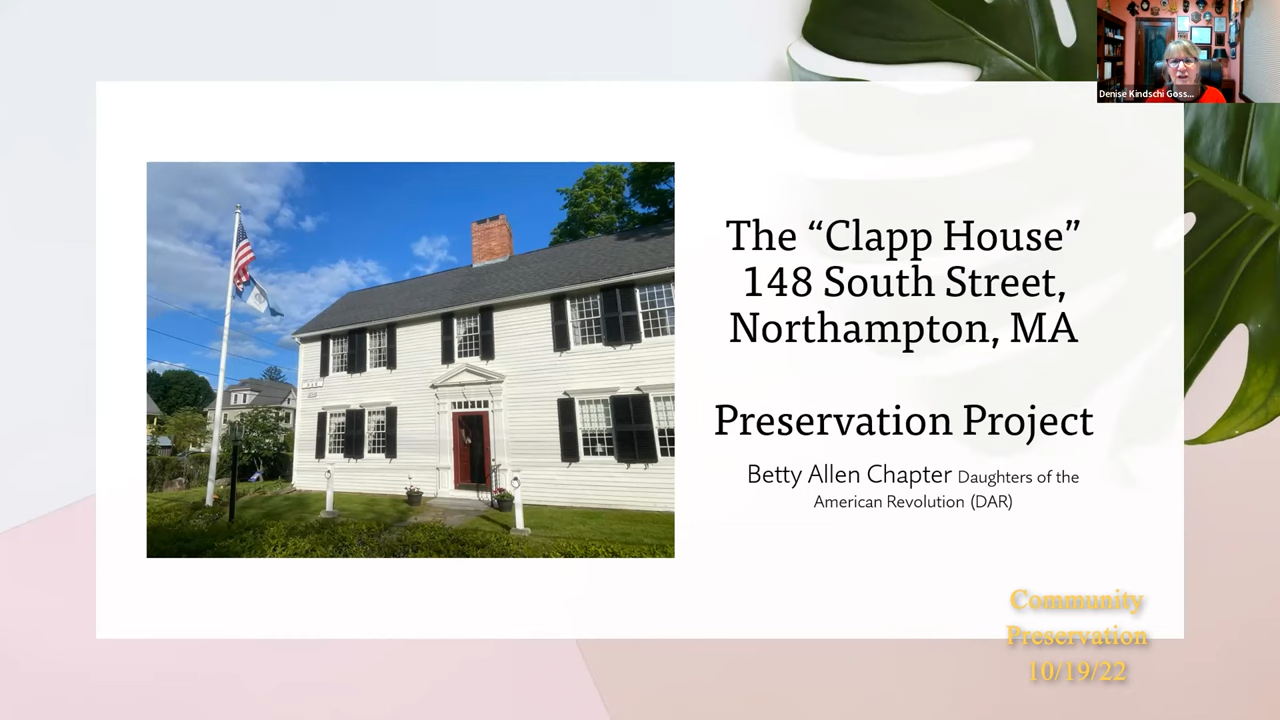 Denise Kindschi Goss...
The “Clapp House”
148 South Street,
Northampton, MA
Preservation Project
Betty Allen Chapter Daughters of the
American Revolution (DAR)
Community
Preservation
10/19/22